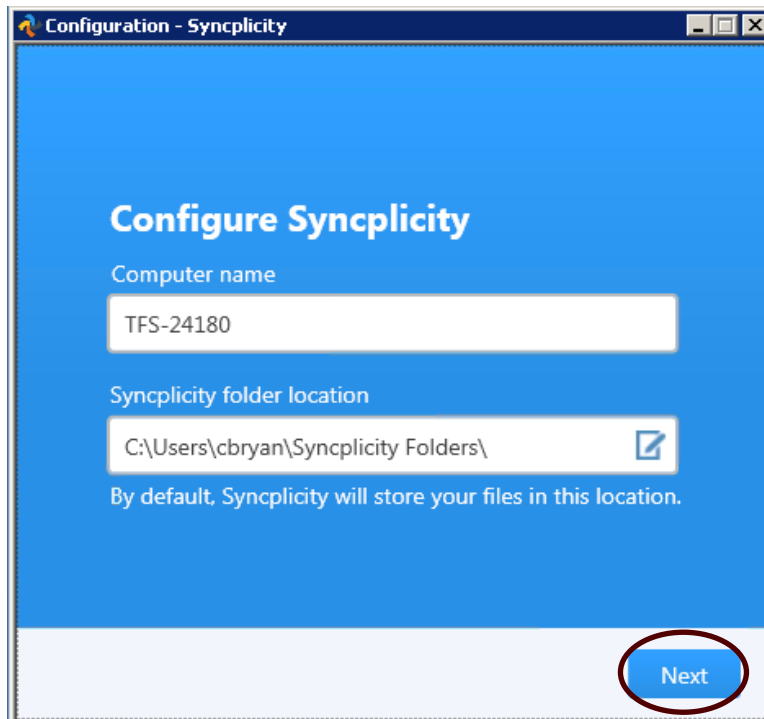 Configuration - Syncplicity
Configure Syncplicity
Computer name
TFS-24180
Syncplicity folder location
C:\Users\cbryan\Syncplicity Folders\
By default, Syncplicity will store your files in this location.
Next